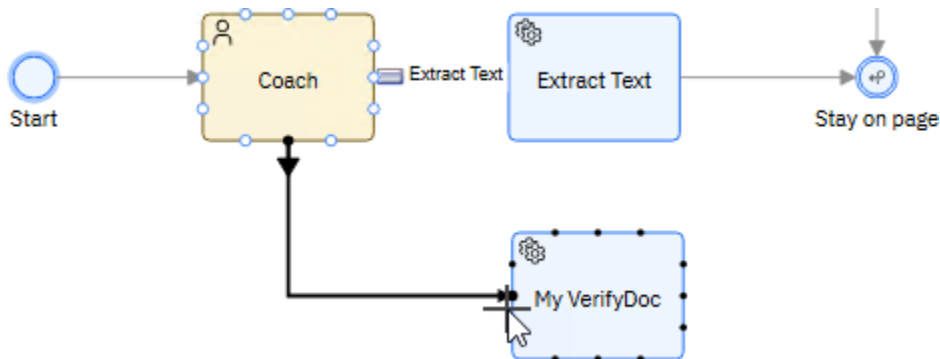 Start
Coach
Extract Text
Extract Text
Stay on page
My VerifyDoc